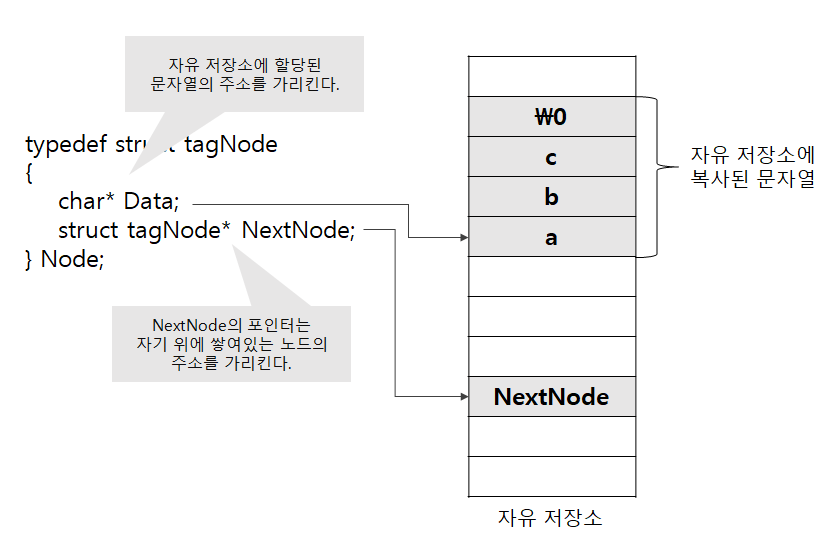 자유 저장소에 할당된
문자열의 주소를 가리킨다.
typedef struct tagNode
{
char* Data;
struct tagNode* NextNode;
} Node;
NextNode의 포인터는
자기 위에 쌓여있는 노드의
주소를 가리킨다.
₩0
c
b
a
NextNode
자유 저장소에
복사된 문자열
자유 저장소